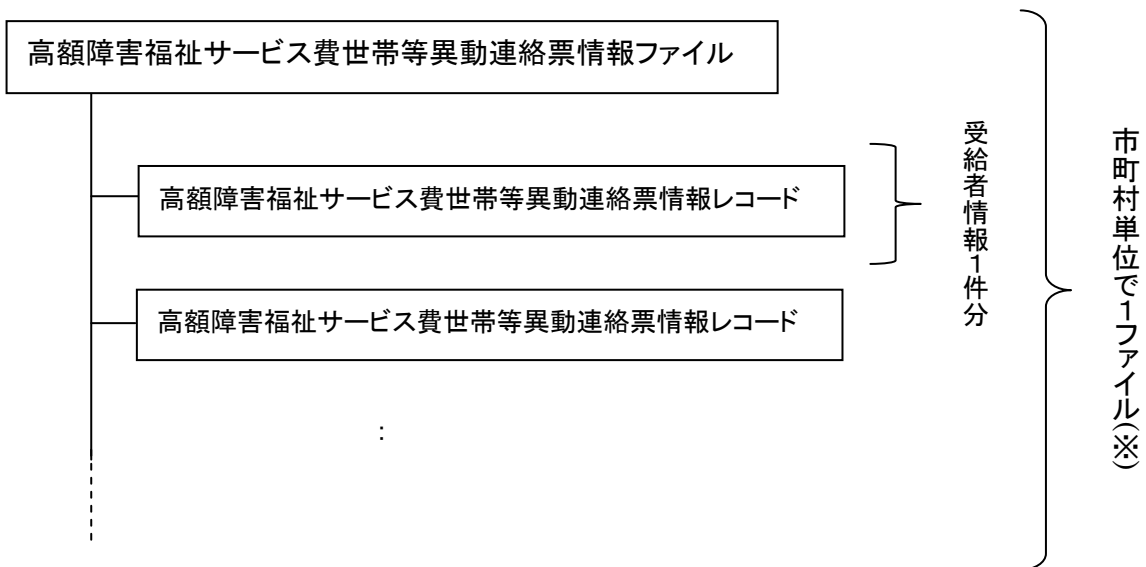 高額障害福祉サービス費世帯等異動連絡票情報ファイル
高額障害福祉サービス費世帯等異動連絡票情報レコード
高額障害福祉サービス費世帯等異動連絡票情報レコード
:
受給者情報1件分
市町村単位で1ファイル(※)